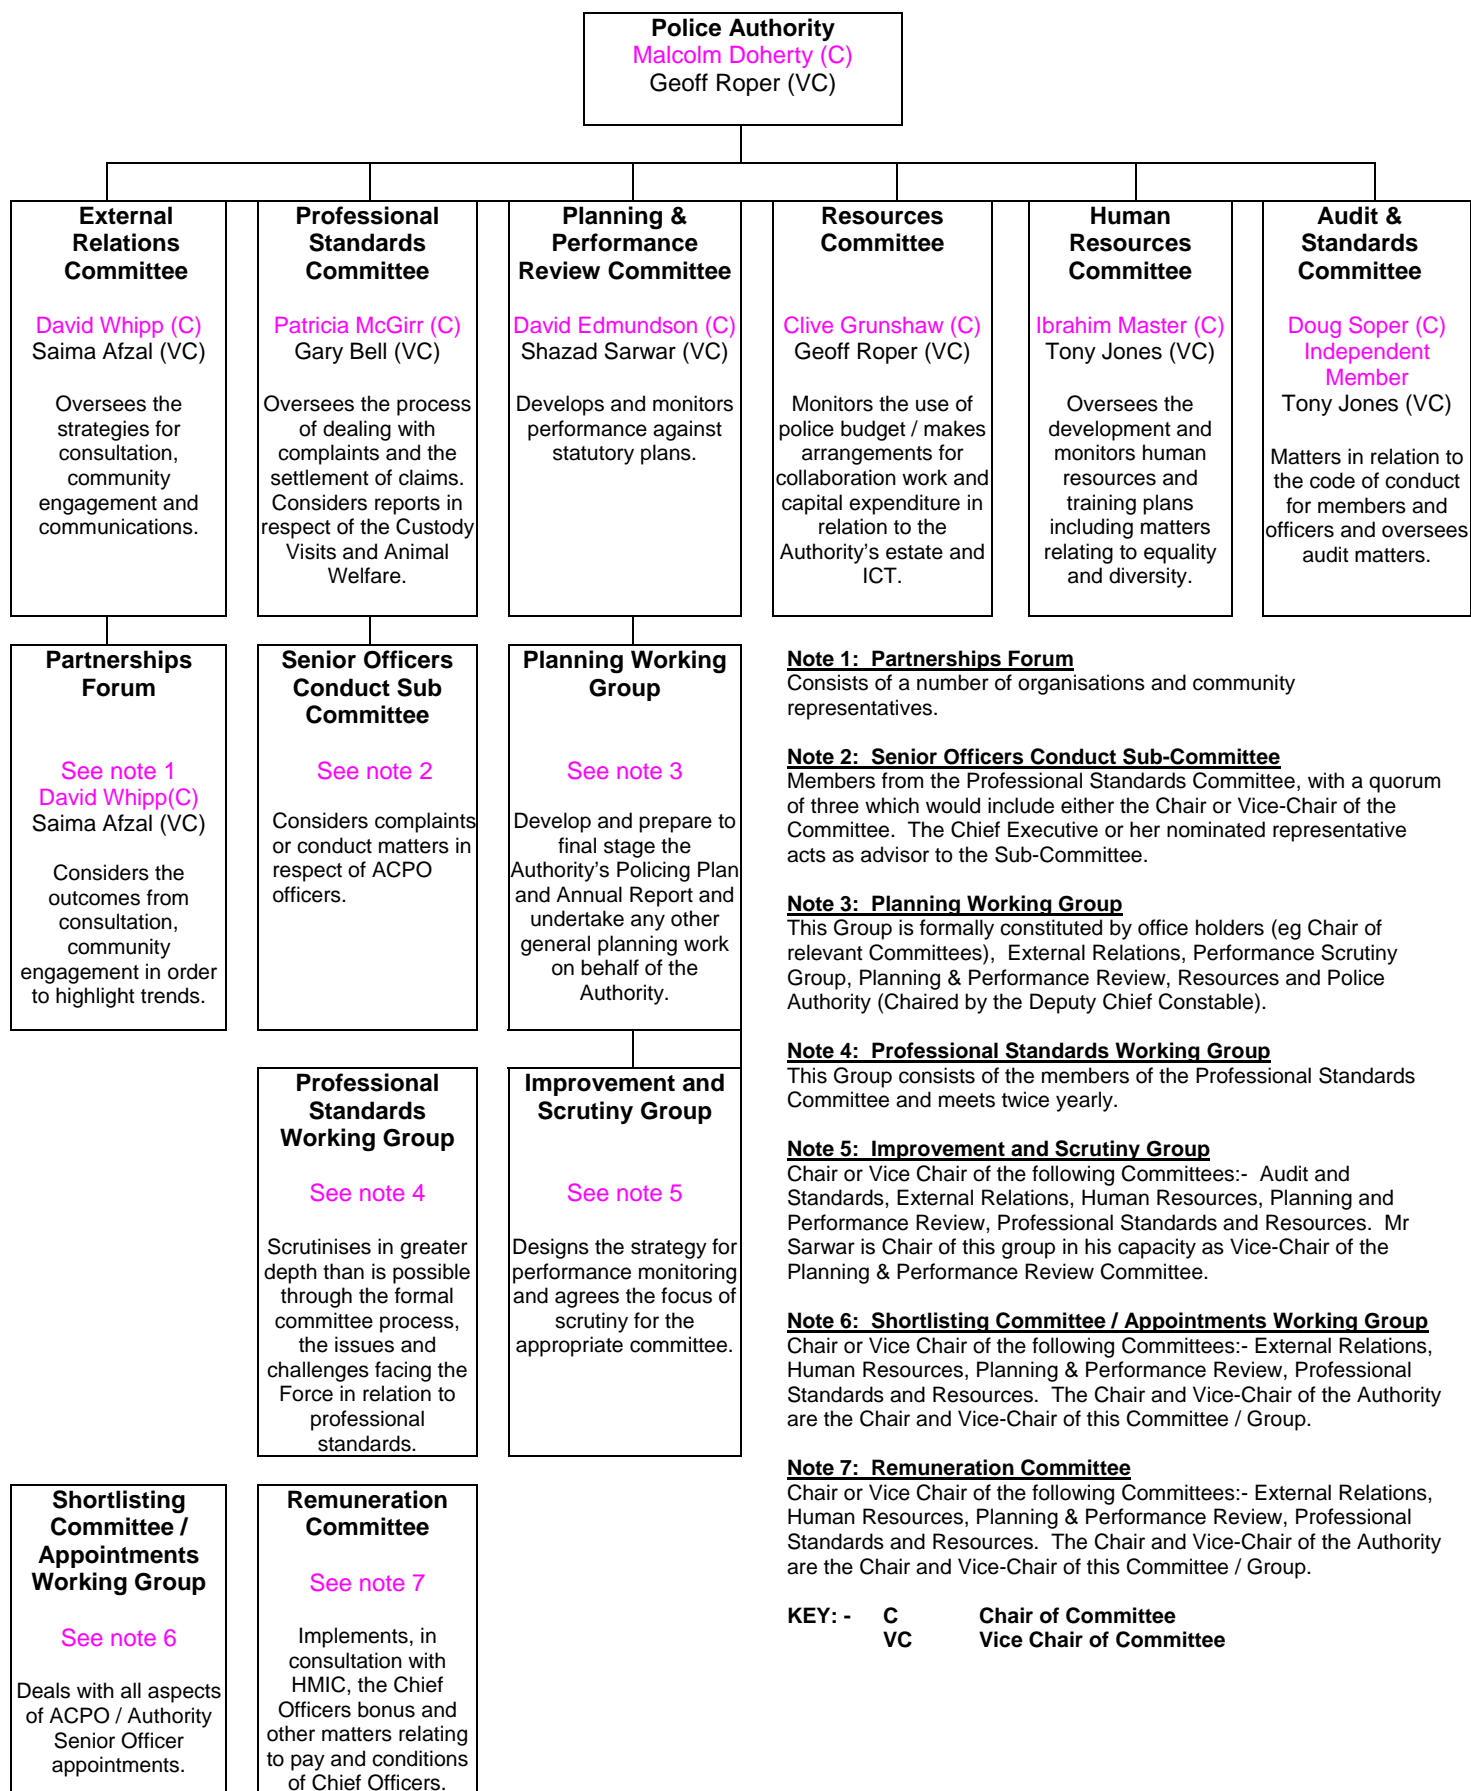 Police Authority
Malcolm Doherty (C)
Geoff Roper (VC)
External
Relations
Committee
David Whipp (C)
Saima Afzal (VC)
Oversees the
strategies for
consultation,
community
engagement and
communications.
Professional
Standards
Committee
Patricia McGirr (C)
Gary Bell (VC)
Oversees the process
of dealing with
complaints and the
settlement of claims.
Considers reports in
respect of the Custody
Visits and Animal
Welfare.
Planning &
Performance
Review Committee
David Edmundson (C)
Shazad Sarwar (VC)
Develops and monitors
performance against
statutory plans.
Resources
Committee
Clive Grunshaw (C)
Geoff Roper (VC)
Monitors the use of
police budget / makes
arrangements for
collaboration work and
capital expenditure in
relation to the
Authority’s estate and
ICT.
Human
Resources
Committee
Ibrahim Master (C)
Tony Jones (VC)
Oversees the
development and
monitors human
resources and
training plans
including matters
relating to equality
and diversity.
Audit &
Standards
Committee
Doug Soper (C)
Independent
Member
Tony Jones (VC)
Matters in relation to
the code of conduct
for members and
officers and oversees
audit matters.
Partnerships
Forum
See note 1
David Whipp(C)
Saima Afzal (VC)
Considers the
outcomes from
consultation,
community
engagement in order
to highlight trends.
Senior Officers
Conduct Sub
Committee
See note 2
Considers complaints
or conduct matters in
respect of ACPO
officers.
Planning Working
Group
See note 3
Develop and prepare to
final stage the
Authority’s Policing Plan
and Annual Report and
undertake any other
general planning work
on behalf of the
Authority.
Professional
Standards
Working Group
See note 4
Scrutinises in greater
depth than is possible
through the formal
committee process,
the issues and
challenges facing the
Force in relation to
professional
standards.
Improvement and
Scrutiny Group
See note 5
Designs the strategy for
performance monitoring
and agrees the focus of
scrutiny for the
appropriate committee.
Shortlisting
Committee /
Appointments
Working Group
See note 6
Deals with all aspects
of ACPO / Authority
Senior Officer
appointments.
Remuneration
Committee
See note 7
Implements, in
consultation with
HMIC, the Chief
Officers bonus and
other matters relating
to pay and conditions
of Chief Officers.
Note 1: Partnerships Forum
Consists of a number of organisations and community
representatives.
Note 2: Senior Officers Conduct Sub-Committee
Members from the Professional Standards Committee, with a quorum
of three which would include either the Chair or Vice-Chair of the
Committee. The Chief Executive or her nominated representative
acts as advisor to the Sub-Committee.
Note 3: Planning Working Group
This Group is formally constituted by office holders (eg Chair of
relevant Committees), External Relations, Performance Scrutiny
Group, Planning & Performance Review, Resources and Police
Authority (Chaired by the Deputy Chief Constable).
Note 4: Professional Standards Working Group
This Group consists of the members of the Professional Standards
Committee and meets twice yearly.
Note 5: Improvement and Scrutiny Group
Chair or Vice Chair of the following Committees:- Audit and
Standards, External Relations, Human Resources, Planning and
Performance Review, Professional Standards and Resources. Mr
Sarwar is Chair of this group in his capacity as Vice-Chair of the
Planning & Performance Review Committee.
Note 6: Shortlisting Committee / Appointments Working Group
Chair or Vice Chair of the following Committees:- External Relations,
Human Resources, Planning & Performance Review, Professional
Standards and Resources. The Chair and Vice-Chair of the Authority
are the Chair and Vice-Chair of this Committee / Group.
Note 7: Remuneration Committee
Chair or Vice Chair of the following Committees:- External Relations,
Human Resources, Planning & Performance Review, Professional
Standards and Resources. The Chair and Vice-Chair of the Authority
are the Chair and Vice-Chair of this Committee / Group.
KEY: - C Chair of Committee
VC Vice Chair of Committee